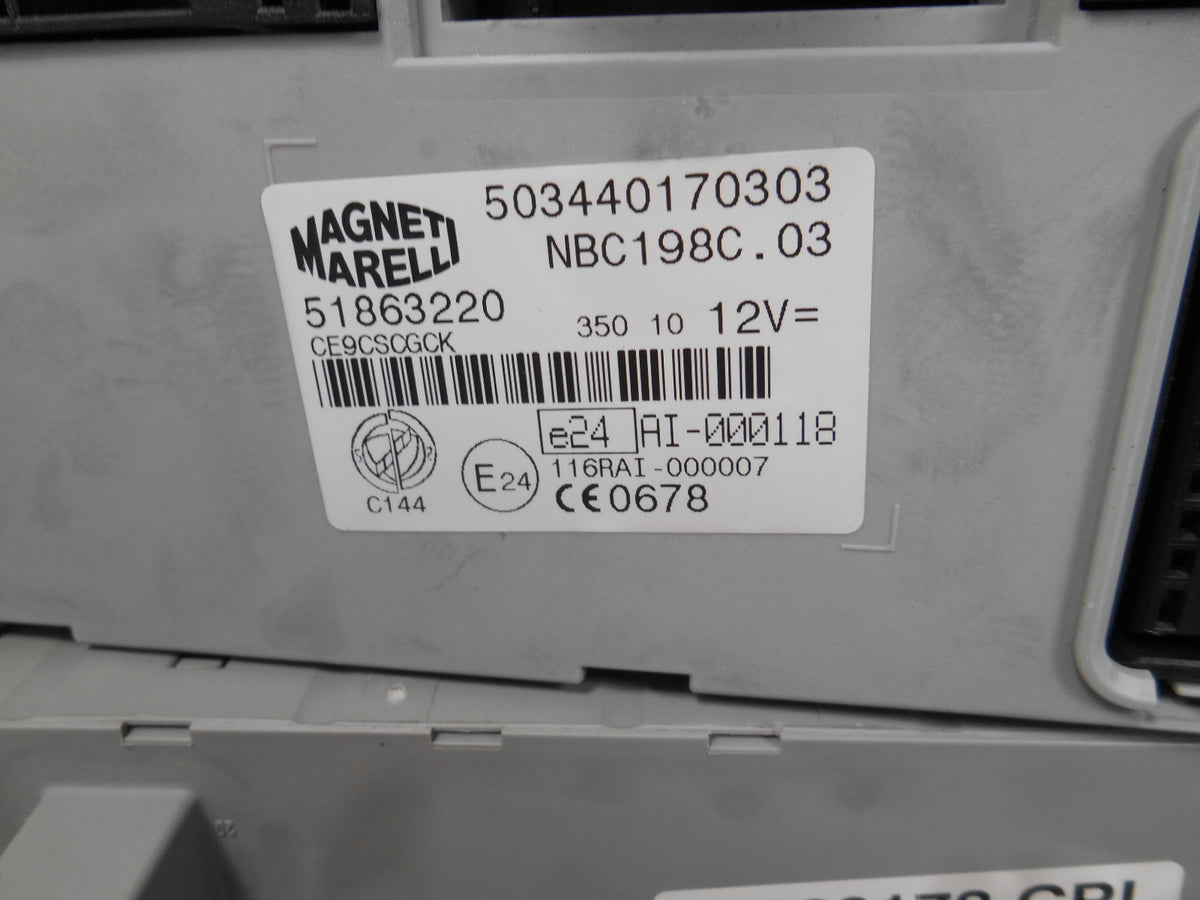 MAGNETI
MARELLI
503440170303
NBC198C.03
51863220
350 10 12V=
CE9CSCGCK
e24 AI-000118
E24
116RAI-000007
CE0678
C144